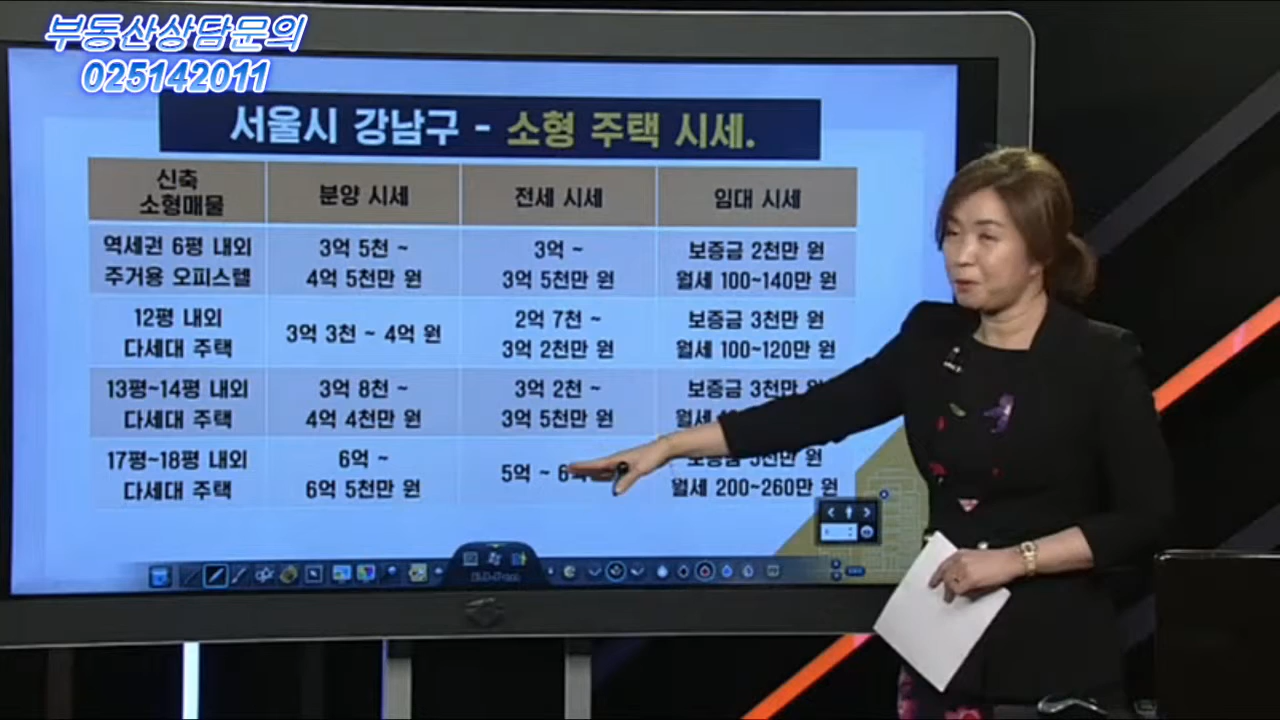 부동산상담문의
025142011
서울시 강남구 - 소형 주택 시세.
신축
소형매물
분양 시세
전세 시세
임대 시세
역세권 6평 내외
주거용 오피스텔
3억 5천 ~
4억 5천만 원
3억 ~
3억 5천만 원
보증금 2천만 원
월세 100~140만 원
12평 내외
다세대 주택
3억 3천 ~ 4억 원
2억 7천 ~
3억 2천만 원
보증금 3천만 원
월세 100~120만 원
13평~14평 내외
다세대 주택
3억 8천 ~
4억 4천만 원
3억 2천 ~
3억 5천만 원
보증금 3천만
월세
17평~18평 내외
다세대 주택
6억 ~
6억 5천만 원
5억 ~
보증금
월세 200~260만 원